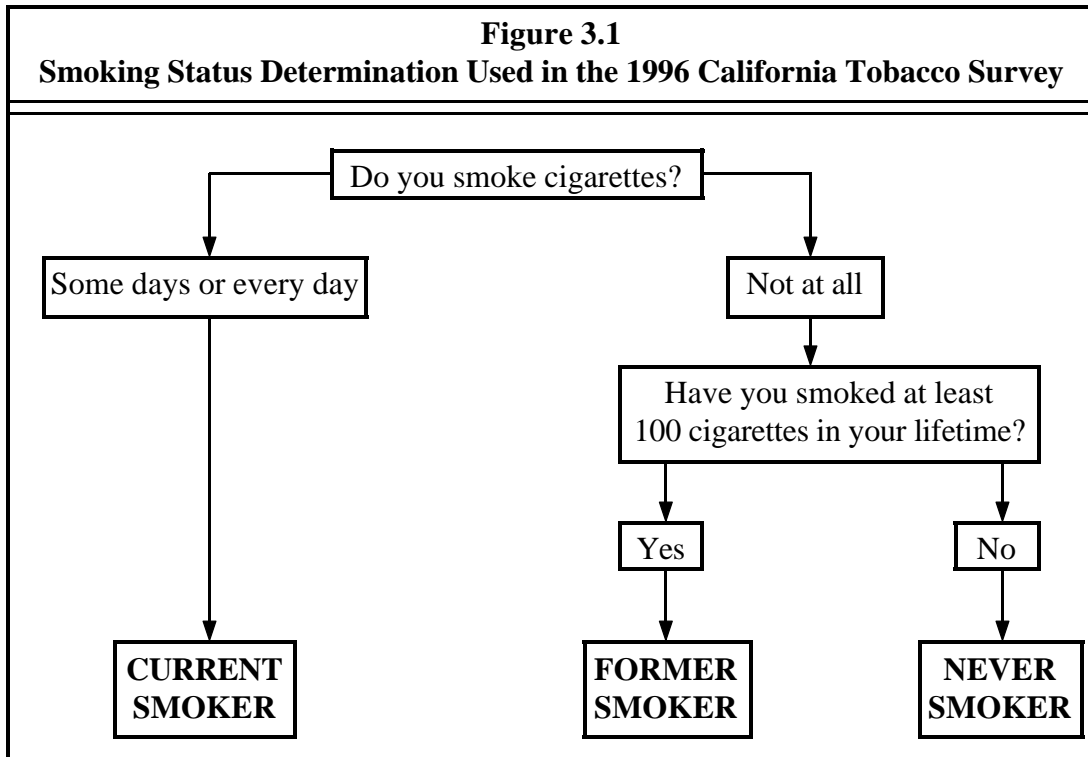 Figure 3.1
Smoking Status Determination Used in the 1996 California Tobacco Survey
Do you smoke cigarettes?
Some days or every day
Not at all
Have you smoked at least
100 cigarettes in your lifetime?
Yes
No
CURRENT
SMOKER
FORMER
SMOKER
NEVER
SMOKER